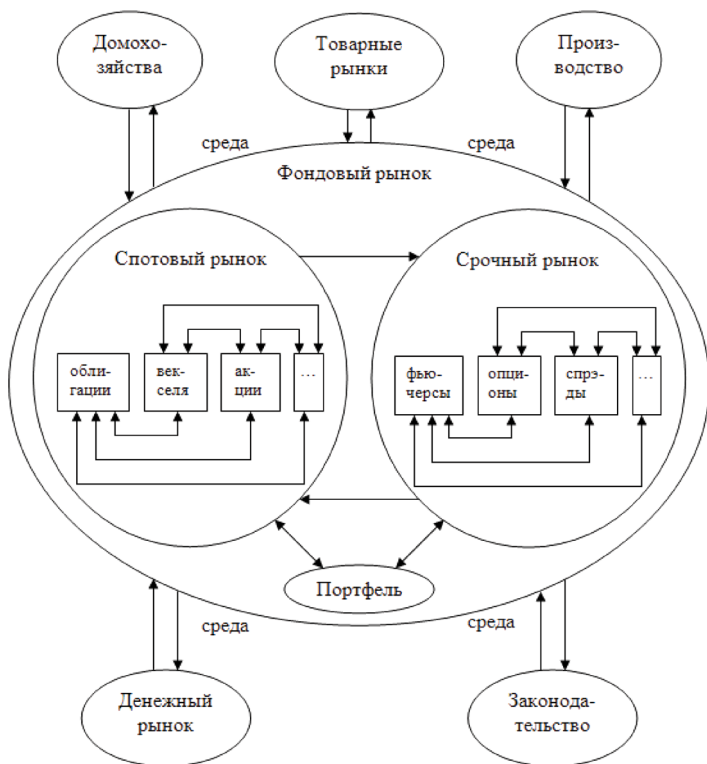 Домохо-
зяйства
Товарные
рынки
Произ-
водство
среда
среда
Фондовый рынок
Спотовый рынок
Срочный рынок
обли-
гации
век-
селя
ак-
ции
...
фью-
черсы
опци-
оны
спрэ-
ды
...
Портфель
среда
среда
Денежный
рынок
Законода-
тельство